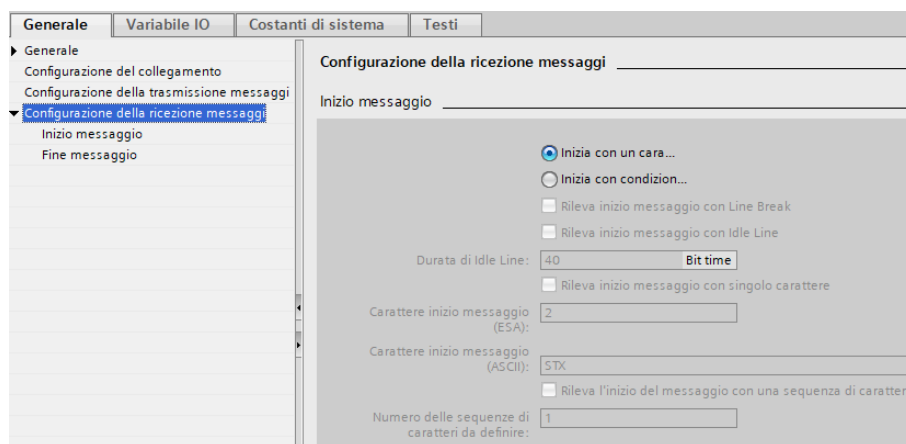 Generale Variabile IO Costanti di sistema Testi
Generale
Configurazione del collegamento
Configurazione della trasmissione messaggi
Configurazione della ricezione messaggi
Inizio messaggio
Fine messaggio
Configurazione della ricezione messaggi
Inizio messaggio
Inizia con un cara...
Inizia con condizion...
Rileva inizio messaggio con Line Break
Rileva inizio messaggio con Idle Line
Durata di Idle Line: 40 Bit time
Rileva inizio messaggio con singolo carattere
Carattere inizio messaggio
(ESA): 2
Carattere inizio messaggio
(ASCII): STX
Rileva l'inizio del messaggio con una sequenza di caratter
Numero delle sequenze di
caratteri da definire: 1